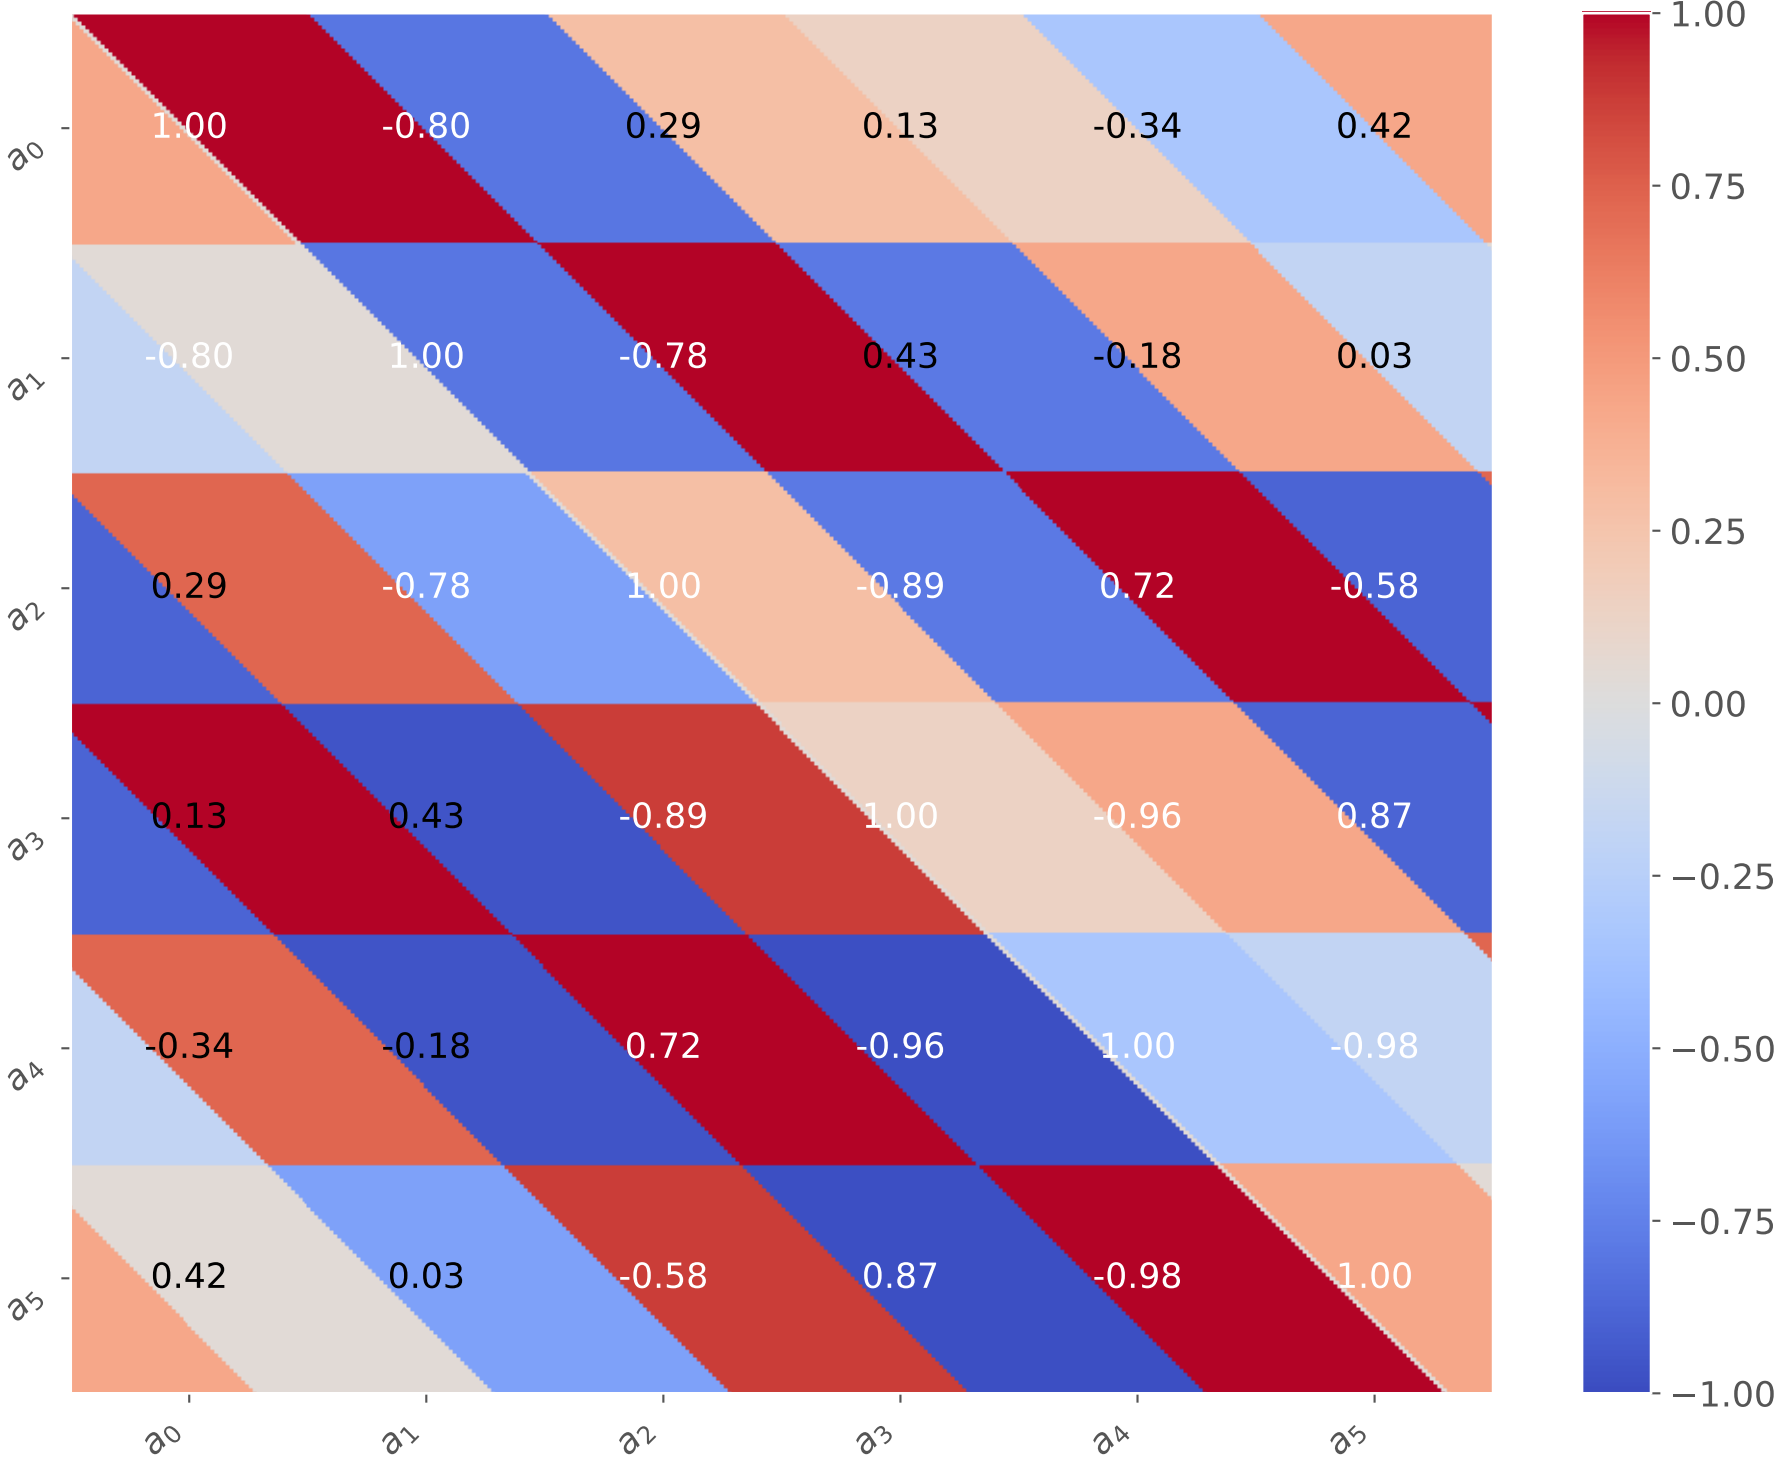 1.00
a0 1.00 -0.80 0.29 0.13 -0.34 0.42
0.75
a1 -0.80 1.00 -0.78 0.43 -0.18 0.03
0.50
0.25
a2 0.29 -0.78 1.00 -0.89 0.72 -0.58
0.00
a3 0.13 0.43 -0.89 1.00 -0.96 0.87
−0.25
a4 -0.34 -0.18 0.72 -0.96 1.00 -0.98
−0.50
−0.75
a5 0.42 0.03 -0.58 0.87 -0.98 1.00
−1.00
a0 a1 a2 a3 a4 a5